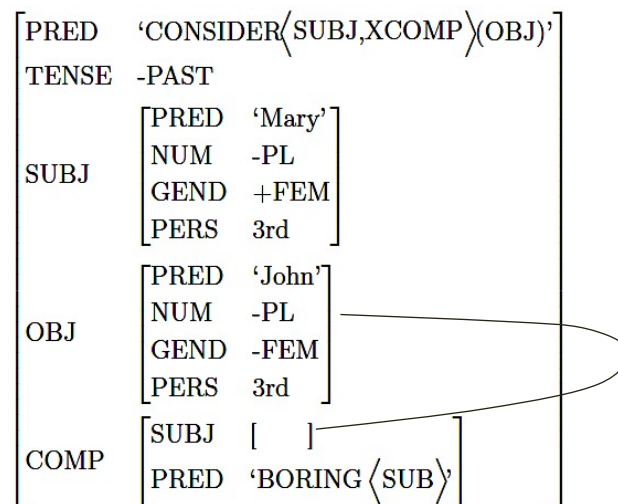 PRED ‘CONSIDER⟨SUBJ,XCOMP⟩(OBJ)’
TENSE -PAST
SUBJ
PRED ‘Mary’
NUM -PL
GEND +FEM
PERS 3rd
OBJ
PRED ‘John’
NUM -PL
GEND -FEM
PERS 3rd
COMP
SUBJ [ ]
PRED ‘BORING⟨SUB⟩’